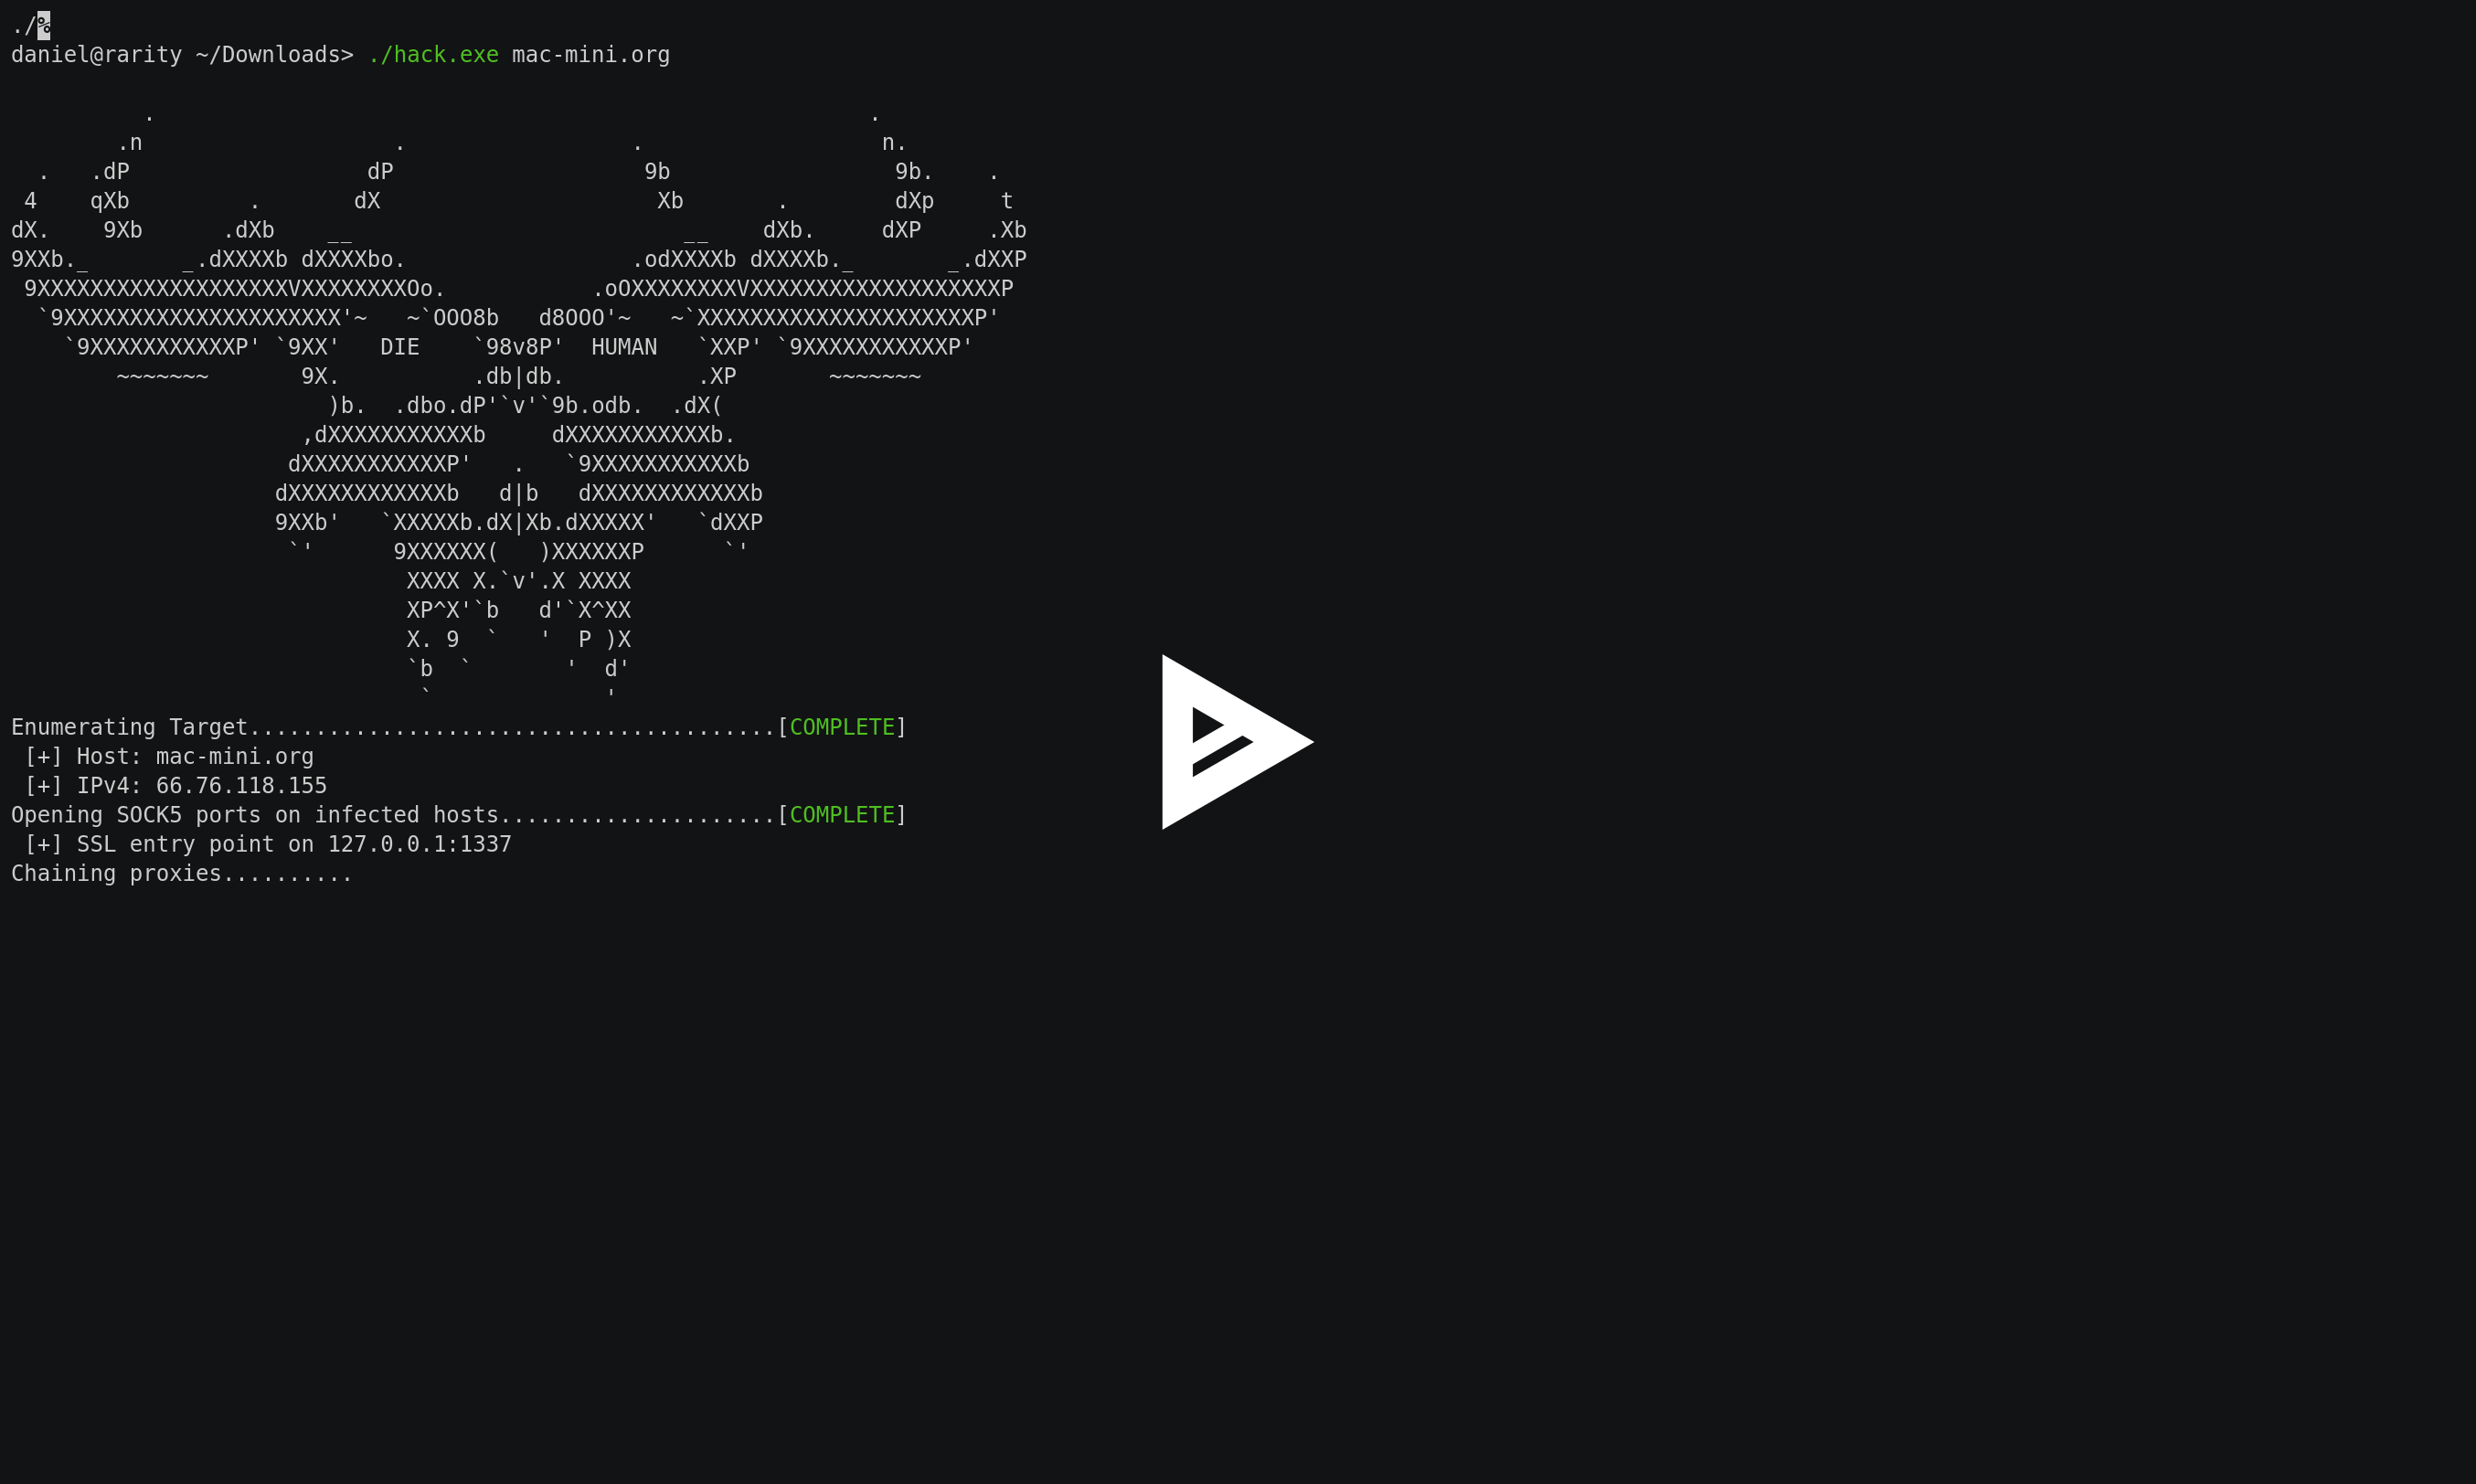 ./%
daniel@rarity ~/Downloads> ./hack.exe mac-mini.org

          .                                                      .
        .n                   .                 .                  n.
  .   .dP                  dP                   9b                 9b.    .
 4    qXb         .       dX                     Xb       .        dXp     t
dX.    9Xb      .dXb    __                         __    dXb.     dXP     .Xb
9XXb._       _.dXXXXb dXXXXbo.                 .odXXXXb dXXXXb._       _.dXXP
 9XXXXXXXXXXXXXXXXXXXVXXXXXXXXOo.           .oOXXXXXXXXVXXXXXXXXXXXXXXXXXXXP
  `9XXXXXXXXXXXXXXXXXXXXX'~   ~`OOO8b   d8OOO'~   ~`XXXXXXXXXXXXXXXXXXXXXP'
    `9XXXXXXXXXXXP' `9XX'   DIE    `98v8P'  HUMAN   `XXP' `9XXXXXXXXXXXP'
        ~~~~~~~       9X.          .db|db.          .XP       ~~~~~~~
                        )b.  .dbo.dP'`v'`9b.odb.  .dX(
                      ,dXXXXXXXXXXXb     dXXXXXXXXXXXb.
                     dXXXXXXXXXXXP'   .   `9XXXXXXXXXXXb
                    dXXXXXXXXXXXXb   d|b   dXXXXXXXXXXXXb
                    9XXb'   `XXXXXb.dX|Xb.dXXXXX'   `dXXP
                     `'      9XXXXXX(   )XXXXXXP      `'
                              XXXX X.`v'.X XXXX
                              XP^X'`b   d'`X^XX
                              X. 9  `   '  P )X
                              `b  `       '  d'
                               `             '
Enumerating Target........................................[COMPLETE]
 [+] Host: mac-mini.org
 [+] IPv4: 66.76.118.155
Opening SOCK5 ports on infected hosts.....................[COMPLETE]
 [+] SSL entry point on 127.0.0.1:1337
Chaining proxies..........